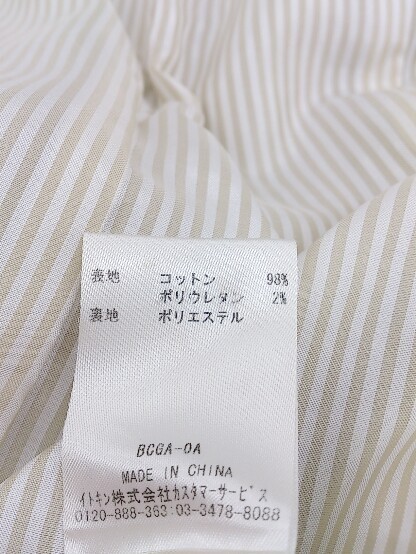 表地 コットン 98%
ポリウレタン 2%
裏地 ポリエステル
BCGA-0A
MADE IN CHINA
イトキン株式会社カスタマーサービス
0120-888-363:03-3478-8088